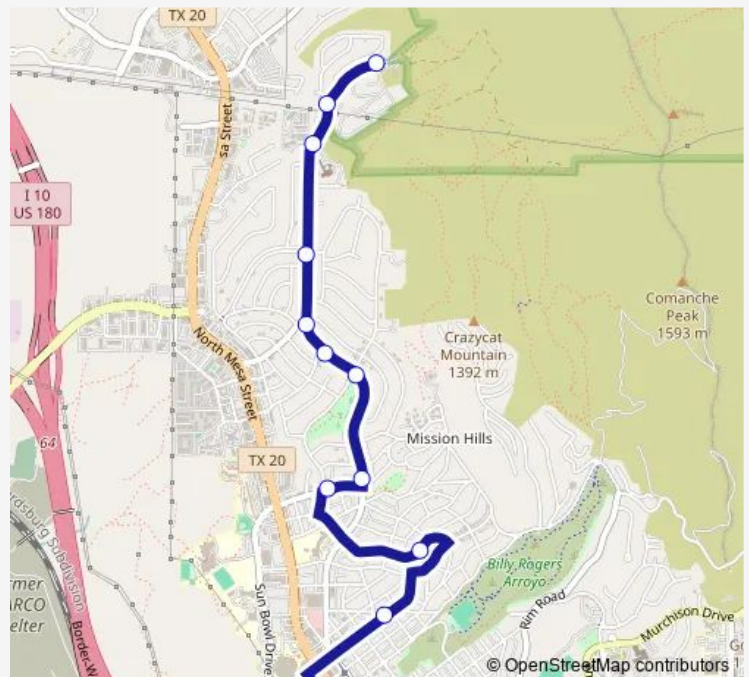 TX 20
sa Street
I 10
US 180
Comanche
Peak
1593 m
Crazycat
Mountain
1392 m
North Mesa Street
64
TX 20
Mission Hills
rdsburg Subdivision
Billy Rogers
Arroyo
mer
ARCO
elter
Sun Bowl Drive
Rim Road
Murchison Drive
Border-W
© OpenStreetMap contributors